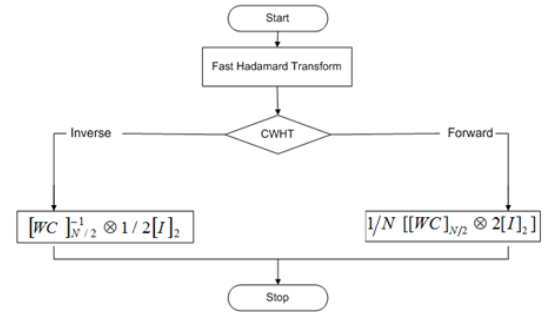 Start
Fast Hadamard Transform
CWHT
Inverse
Forward
[WC]⁻¹_{N/2} ⊗ 1/2[I]₂
1/N [[WC]_{N/2} ⊗ 2[I]₂]
Stop